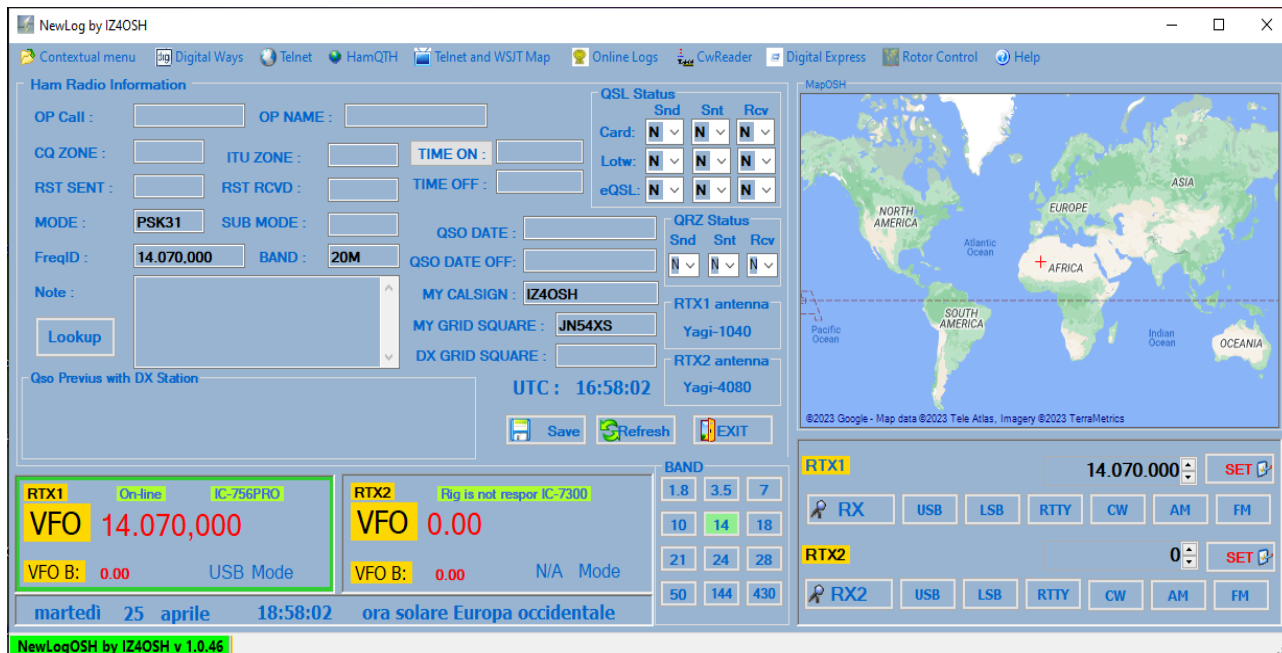 NewLog by IZ4OSH
Contextual menu Digital Ways Telnet HamQTH Telnet and WSJT Map Online Logs CwReader Digital Express Rotor Control Help
Ham Radio Information
OP Call :
OP NAME :
CQ ZONE :
ITU ZONE :
TIME ON :
RST SENT :
RST RCVD :
TIME OFF :
MODE : PSK31
SUB MODE :
FreqID : 14.070,000
BAND : 20M
Note :
Lookup
QSL Status
Snd Snt Rcv
Card: N N N
Lotw: N N N
eQSL: N N N
QSO DATE :
QSO DATE OFF:
MY CALSIGN : IZ4OSH
MY GRID SQUARE : JN54XS
DX GRID SQUARE :
QRZ Status
Snd Snt Rcv
N N N
RTX1 antenna
Yagi-1040
RTX2 antenna
Yagi-4080
Qso Previus with DX Station
UTC : 16:58:02
Save Refresh EXIT
MapOSH
NORTH
AMERICA
Atlantic
Ocean
EUROPE
ASIA
AFRICA
SOUTH
AMERICA
Pacific
Ocean
Indian
Ocean
OCEANIA
©2023 Google - Map data ©2023 Tele Atlas, Imagery ©2023 TerraMetrics
RTX1 On-line IC-756PRO
VFO 14.070,000
VFO B: 0.00 USB Mode
RTX2 Rig is not respor IC-7300
VFO 0.00
VFO B: 0.00 N/A Mode
BAND
1.8 3.5 7
10 14 18
21 24 28
50 144 430
RTX1 14.070.000 SET
RX USB LSB RTTY CW AM FM
RTX2 0 SET
RX2 USB LSB RTTY CW AM FM
martedì 25 aprile 18:58:02 ora solare Europa occidentale
NewLogOSH by IZ4OSH v 1.0.46